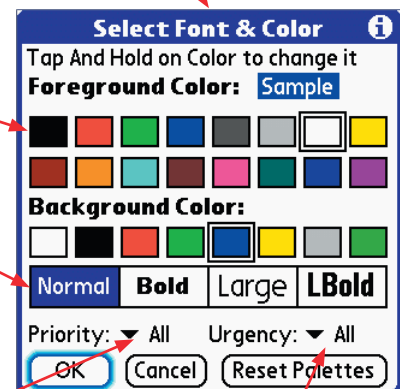 Select Font & Color i
Tap And Hold on Color to change it
Foreground Color: Sample
Background Color:
Normal Bold Large LBold
Priority: All Urgency: All
OK Cancel Reset Palettes